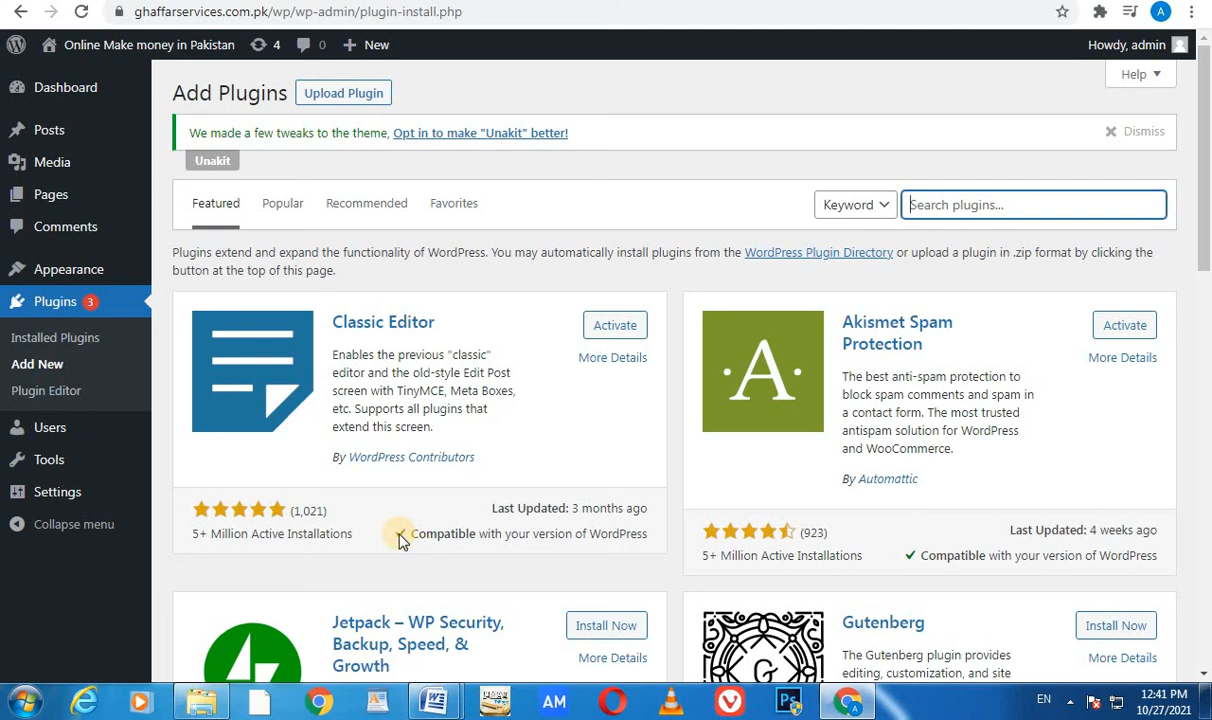 ghaffarservices.com.pk/wp/wp-admin/plugin-install.php
A
Online Make money in Pakistan 4 0 New Howdy, admin
Help
Dashboard
Posts
Media
Pages
Comments
Appearance
Plugins 3
Installed Plugins
Add New
Plugin Editor
Users
Tools
Settings
Collapse menu
Add Plugins Upload Plugin
We made a few tweaks to the theme, Opt in to make "Unakit" better! Dismiss
Unakit
Featured Popular Recommended Favorites Keyword Search plugins...
Plugins extend and expand the functionality of WordPress. You may automatically install plugins from the WordPress Plugin Directory or upload a plugin in .zip format by clicking the
button at the top of this page.
Classic Editor
Activate
More Details
Enables the previous "classic"
editor and the old-style Edit Post
screen with TinyMCE, Meta Boxes,
etc. Supports all plugins that
extend this screen.
By WordPress Contributors
(1,021) Last Updated: 3 months ago
5+ Million Active Installations Compatible with your version of WordPress
A
Akismet Spam
Protection
Activate
More Details
The best anti-spam protection to
block spam comments and spam in
a contact form. The most trusted
antispam solution for WordPress
and WooCommerce.
By Automattic
(923) Last Updated: 4 weeks ago
5+ Million Active Installations Compatible with your version of WordPress
Jetpack – WP Security,
Backup, Speed, &
Growth
Install Now
More Details
G
Gutenberg
Install Now
More Details
The Gutenberg plugin provides
editing, customization, and site
AM
EN
12:41 PM
10/27/2021